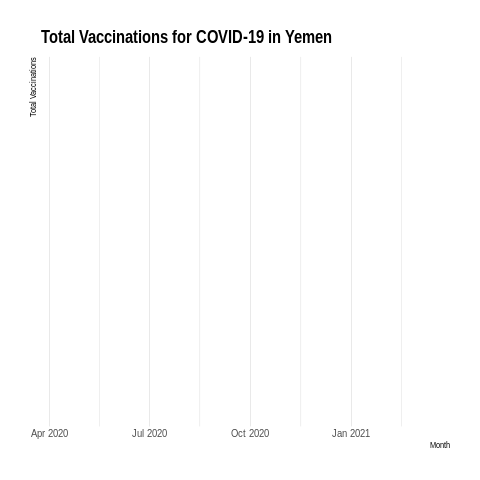 Total Vaccinations for COVID-19 in Yemen
Total Vaccinations
Apr 2020
Jul 2020
Oct 2020
Jan 2021
Month